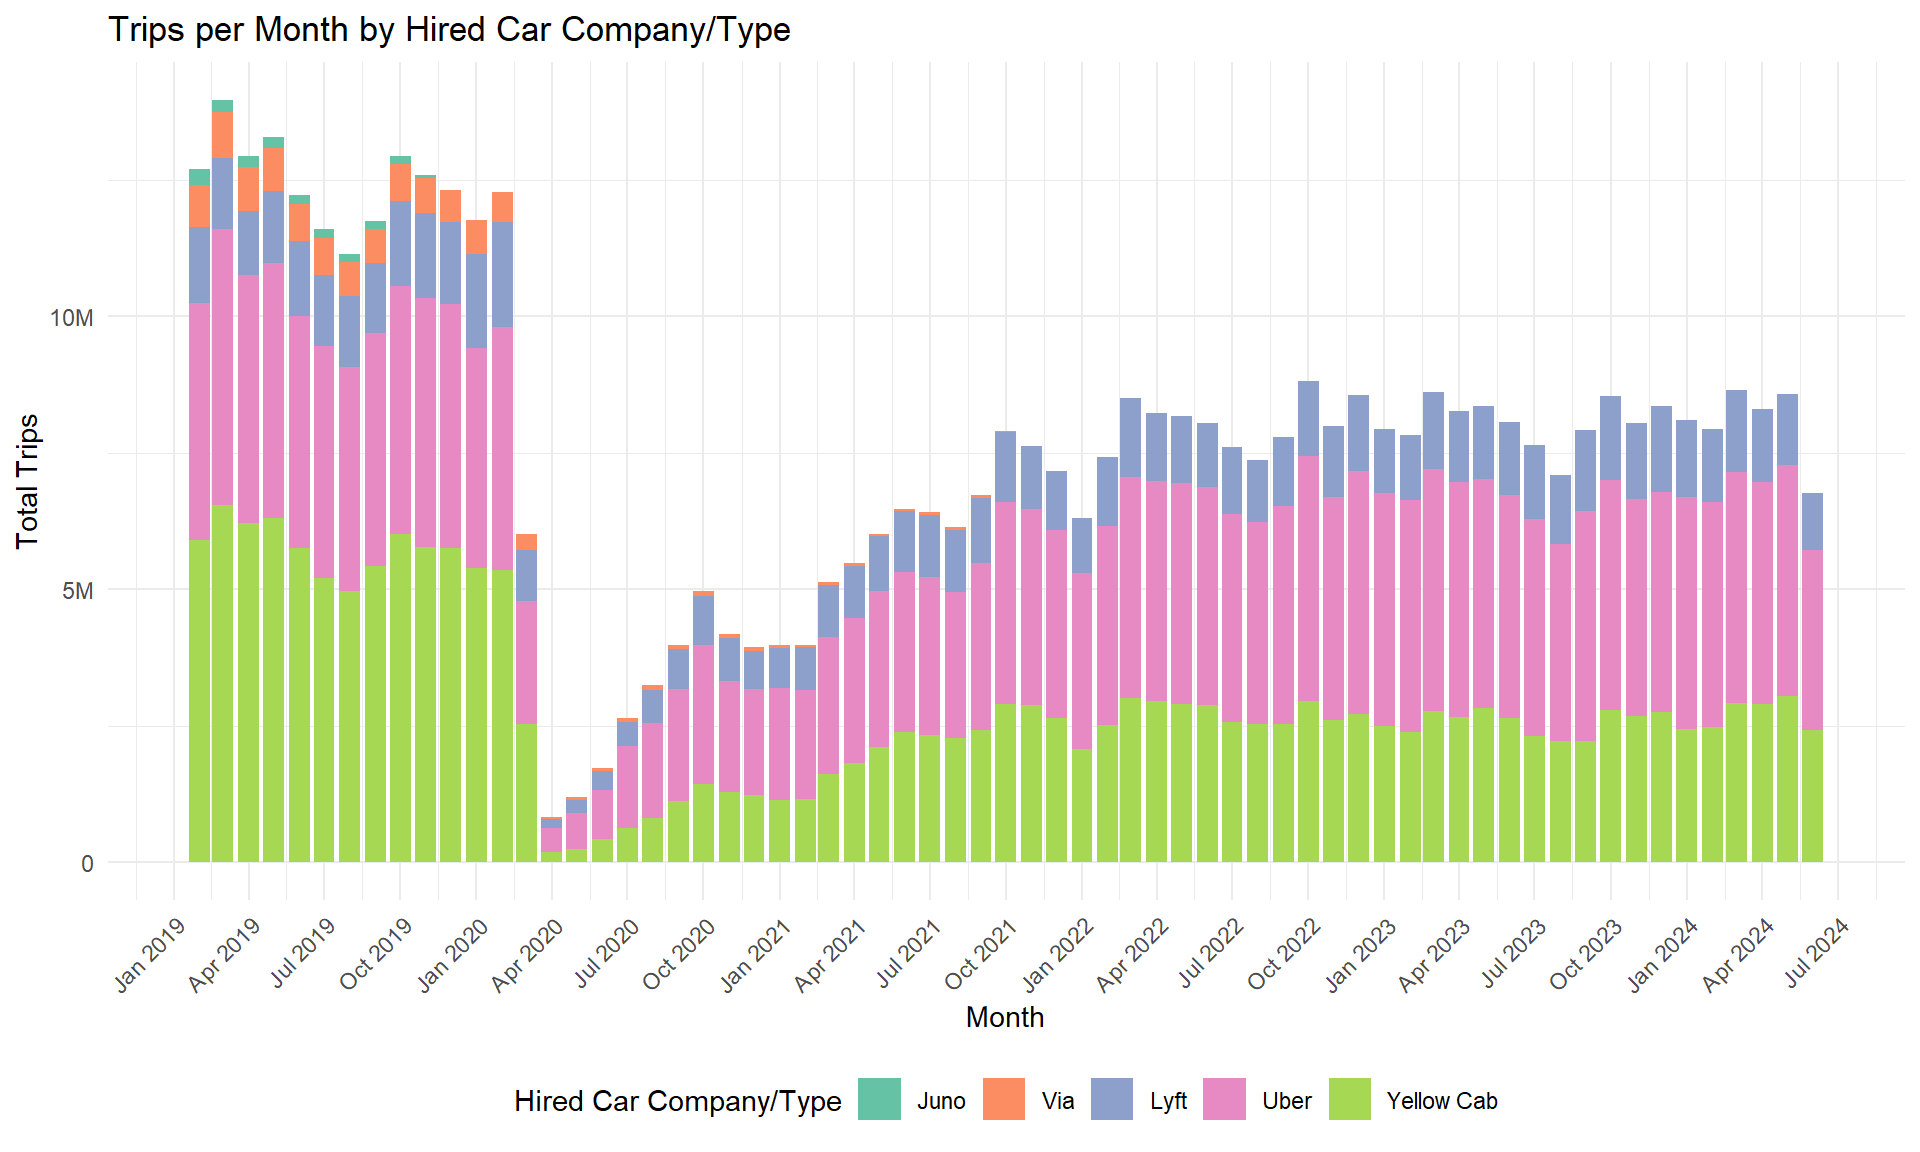 Trips per Month by Hired Car Company/Type
Total Trips
10M
5M
0
Jan 2019
Apr 2019
Jul 2019
Oct 2019
Jan 2020
Apr 2020
Jul 2020
Oct 2020
Jan 2021
Apr 2021
Jul 2021
Oct 2021
Jan 2022
Apr 2022
Jul 2022
Oct 2022
Jan 2023
Apr 2023
Jul 2023
Oct 2023
Jan 2024
Apr 2024
Jul 2024
Month
Hired Car Company/Type Juno Via Lyft Uber Yellow Cab